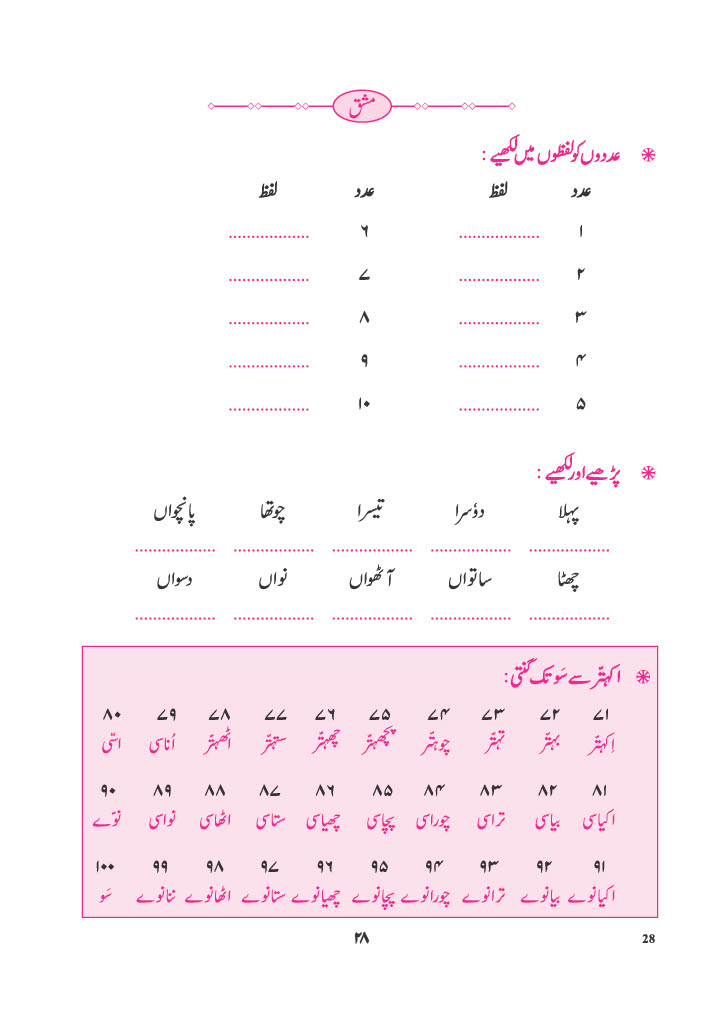 مشق
عددوں کو لفظوں میں لکھیے :
عدد لفظ عدد لفظ
۱ .................. ۶ ..................
۲ .................. ۷ ..................
۳ .................. ۸ ..................
۴ .................. ۹ ..................
۵ .................. ۱۰ ..................
پڑھیے اور لکھیے :
پہلا دوٗسرا تیسرا چوتھا پانچواں
.................. .................. .................. .................. ..................
چھٹا ساتواں آٹھواں نواں دسواں
.................. .................. .................. .................. ..................
اکہتّر سے سَو تک گنتی :
۷۱ ۷۲ ۷۳ ۷۴ ۷۵ ۷۶ ۷۷ ۷۸ ۷۹ ۸۰
اِکہتّر بہتّر تہتّر چوہتّر پچھہتّر چھہتّر ستہتّر اٹھہتّر اُناسی اسّی
۸۱ ۸۲ ۸۳ ۸۴ ۸۵ ۸۶ ۸۷ ۸۸ ۸۹ ۹۰
اکیاسی بیاسی تراسی چوراسی پچاسی چھیاسی ستاسی اٹھاسی نواسی نوّے
۹۱ ۹۲ ۹۳ ۹۴ ۹۵ ۹۶ ۹۷ ۹۸ ۹۹ ۱۰۰
اکیانوے بیانوے ترانوے چورانوے پچانوے چھیانوے ستانوے اٹھانوے ننانوے سَو
۲۸ 28